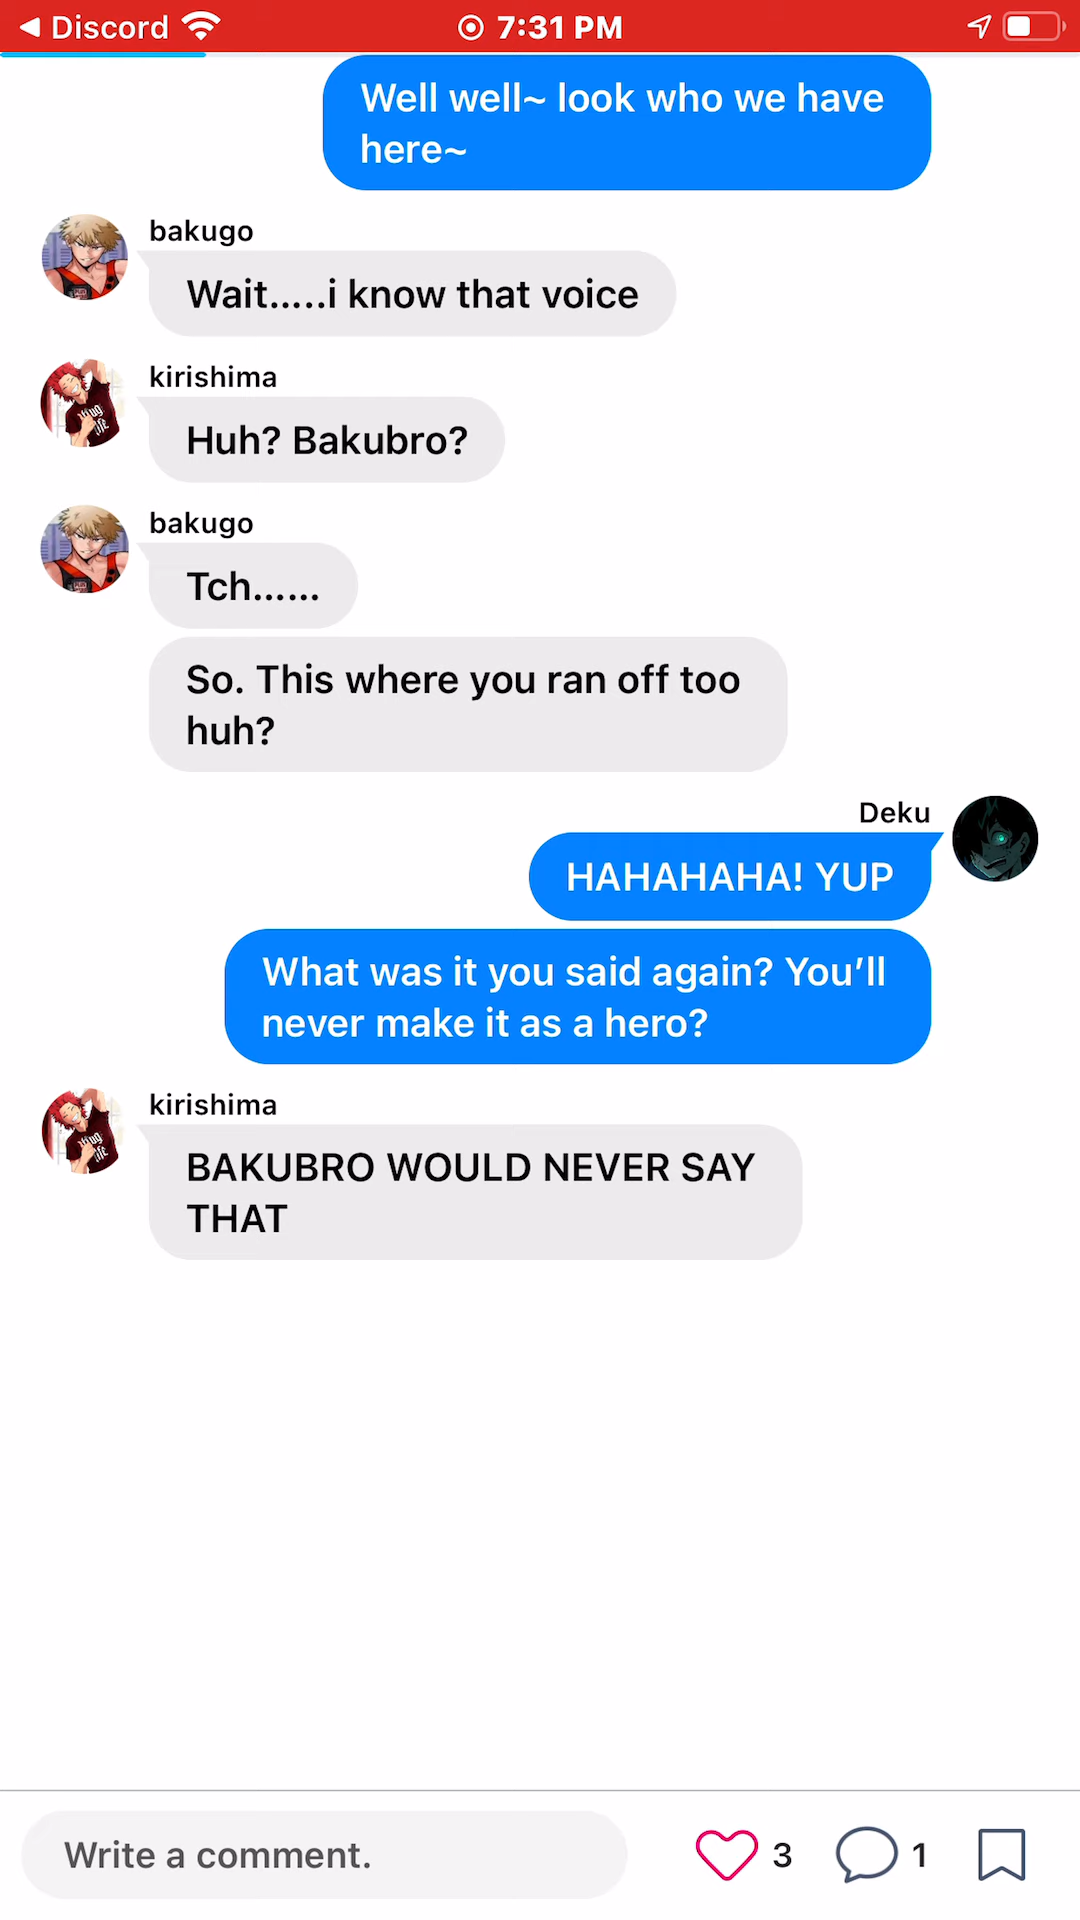 Discord
7:31 PM
Well well~ look who we have
here~
bakugo
Wait.....i know that voice
kirishima
Huh? Bakubro?
bakugo
Tch......
So. This where you ran off too
huh?
Deku
HAHAHAHA! YUP
What was it you said again? You’ll
never make it as a hero?
kirishima
BAKUBRO WOULD NEVER SAY
THAT
Write a comment.
3
1